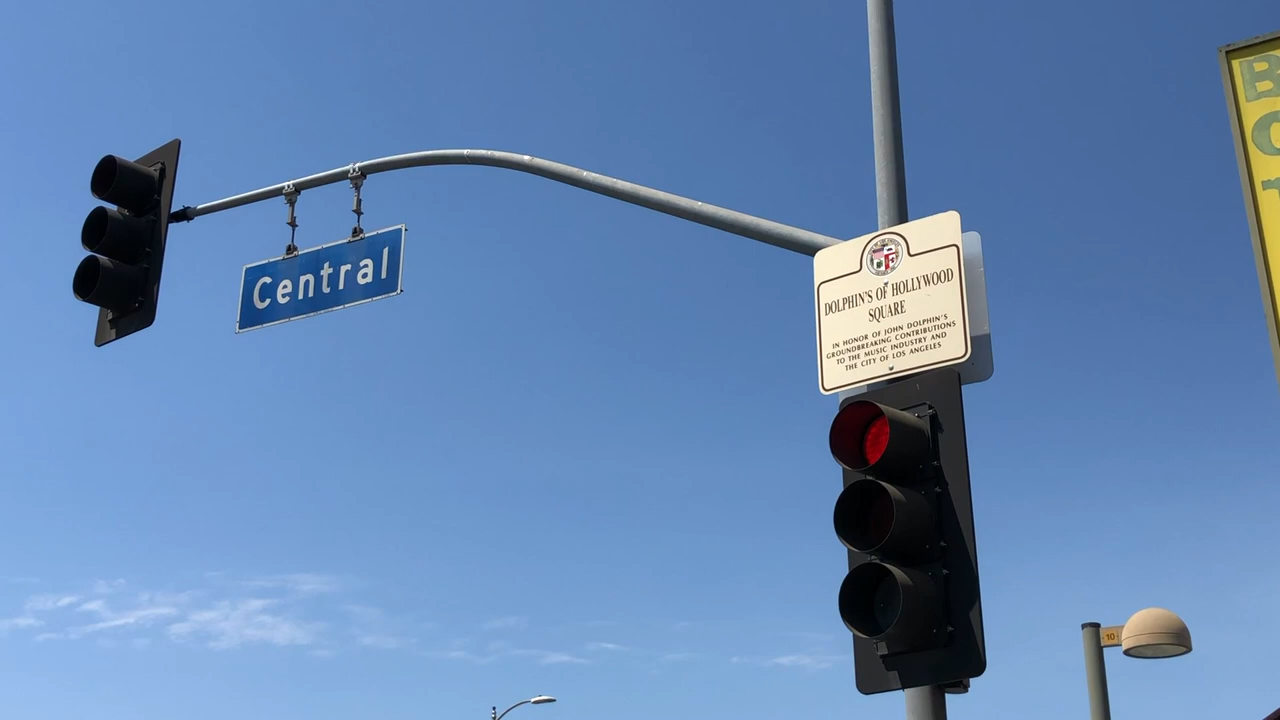 Central
DOLPHIN'S OF HOLLYWOOD
SQUARE
IN HONOR OF JOHN DOLPHIN'S
GROUNDBREAKING CONTRIBUTIONS
TO THE MUSIC INDUSTRY AND
THE CITY OF LOS ANGELES
10